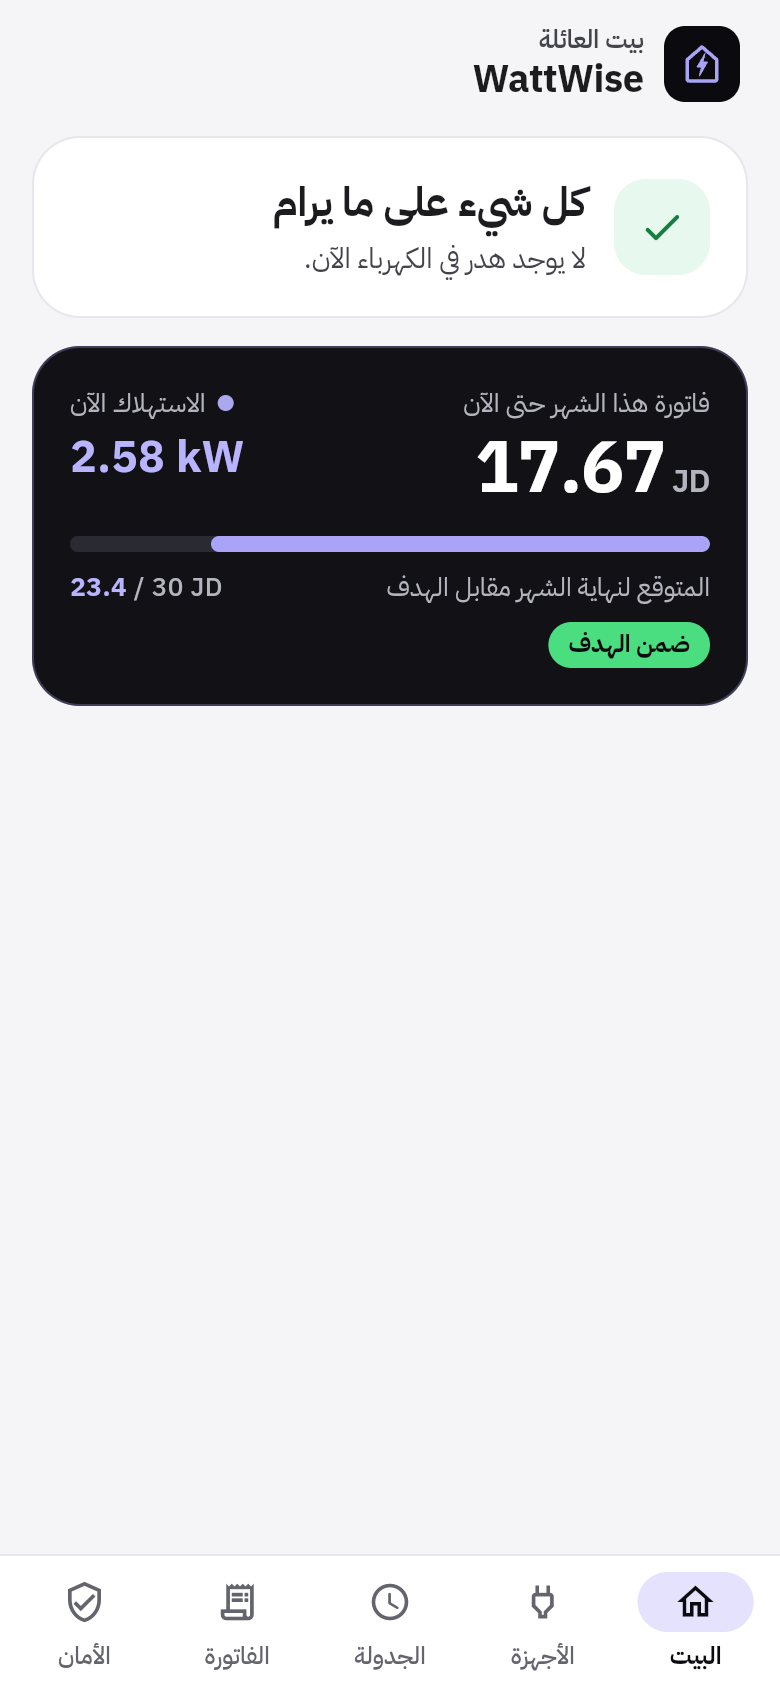 بيت العائلة
WattWise
كل شيء على ما يرام
لا يوجد هدر في الكهرباء الآن.
فاتورة هذا الشهر حتى الآن
17.67 JD
الاستهلاك الآن
2.58 kW
المتوقع لنهاية الشهر مقابل الهدف
23.4 / 30 JD
ضمن الهدف
البيت
الأجهزة
الجدولة
الفاتورة
الأمان